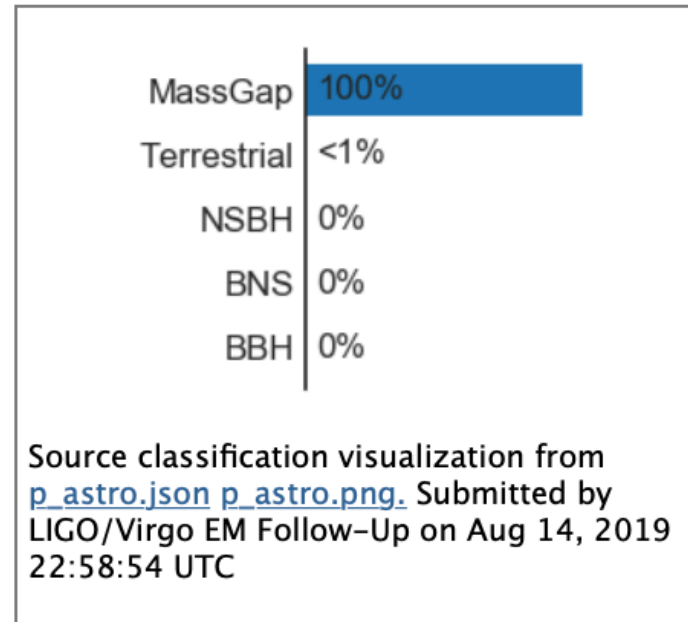 MassGap 100%
Terrestrial <1%
NSBH 0%
BNS 0%
BBH 0%
Source classification visualization from
p_astro.json p_astro.png. Submitted by
LIGO/Virgo EM Follow-Up on Aug 14, 2019
22:58:54 UTC